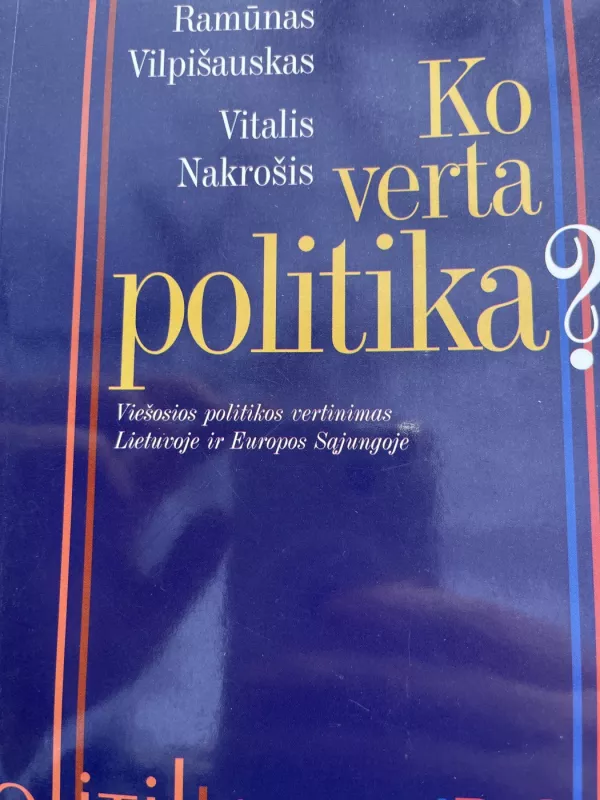 Ramūnas
Vilpišauskas
Vitalis
Nakrošis
Ko
verta
politika?
Viešosios politikos vertinimas
Lietuvoje ir Europos Sąjungoje